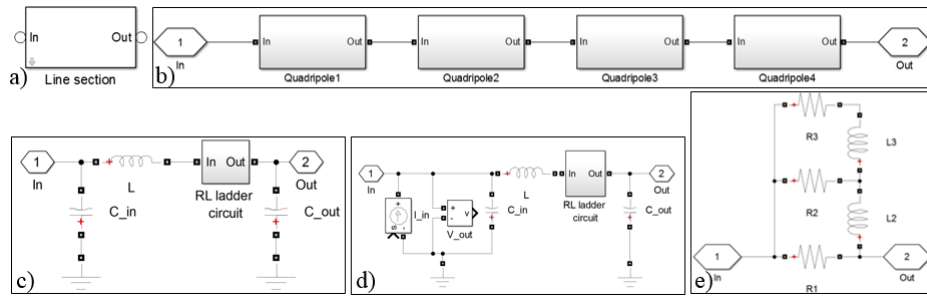 a)
In
Out
Line section
b)
1
In
In
Out
Quadripole1
In
Out
Quadripole2
In
Out
Quadripole3
In
Out
Quadripole4
2
Out
c)
1
In
C_in
L
In Out
RL ladder
circuit
2
Out
C_out
d)
1
In
I_in
s
+
-
+
-
v
V_out
L
C_in
In Out
RL ladder
circuit
2
Out
C_out
e)
R3
L3
R2
L2
1
In
R1
2
Out